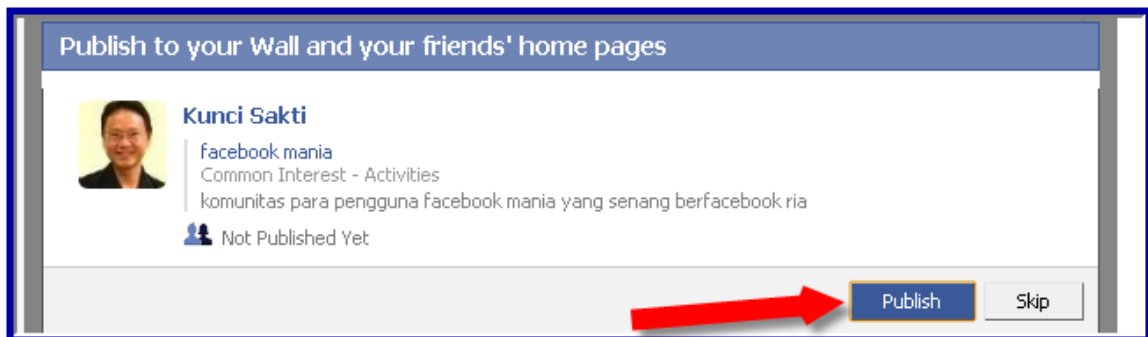 Publish to your Wall and your friends' home pages
Kunci Sakti
facebook mania
Common Interest - Activities
komunitas para pengguna facebook mania yang senang berfacebook ria
Not Published Yet
Publish Skip